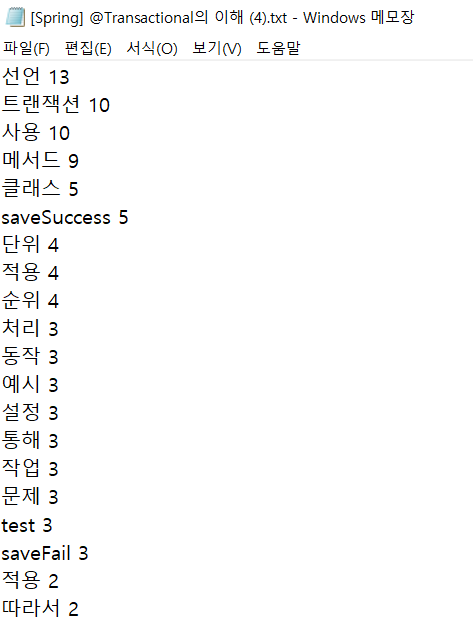 [Spring] @Transactional의 이해 (4).txt - Windows 메모장
파일(F) 편집(E) 서식(O) 보기(V) 도움말
선언 13
트랜잭션 10
사용 10
메서드 9
클래스 5
saveSuccess 5
단위 4
적용 4
순위 4
처리 3
동작 3
예시 3
설정 3
통해 3
작업 3
문제 3
test 3
saveFail 3
적용 2
따라서 2